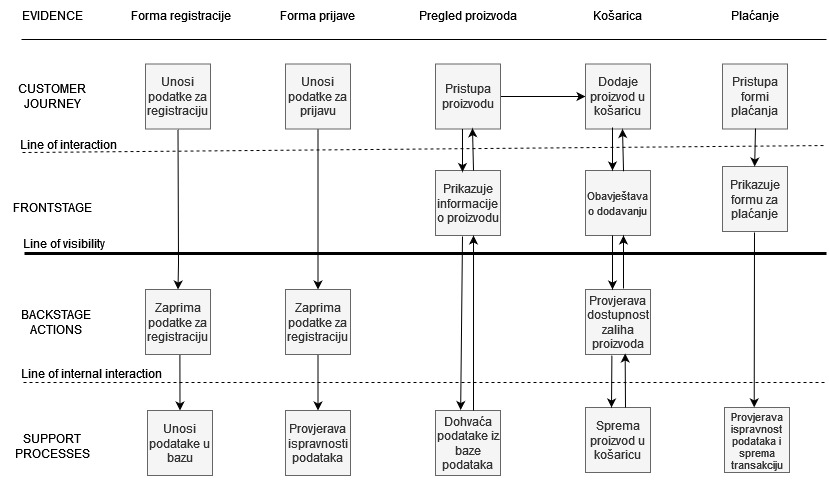 EVIDENCE
Forma registracije
Forma prijave
Pregled proizvoda
Košarica
Plaćanje
CUSTOMER
JOURNEY
Unosi
podatke za
registraciju
Unosi
podatke za
prijavu
Pristupa
proizvodu
Dodaje
proizvod u
košaricu
Pristupa
formi
plaćanja
Line of interaction
FRONTSTAGE
Prikazuje
informacije
o proizvodu
Obavještava
o dodavanju
Prikazuje
formu za
plaćanje
Line of visibility
BACKSTAGE
ACTIONS
Zaprima
podatke za
registraciju
Zaprima
podatke za
registraciju
Provjerava
dostupnost
zaliha
proizvoda
Line of internal interaction
SUPPORT
PROCESSES
Unosi
podatake u
bazu
Provjerava
ispravnosti
podataka
Dohvaća
podatake iz
baze
podataka
Sprema
proizvod u
košaricu
Provjerava
ispravnost
podataka i
sprema
transakciju